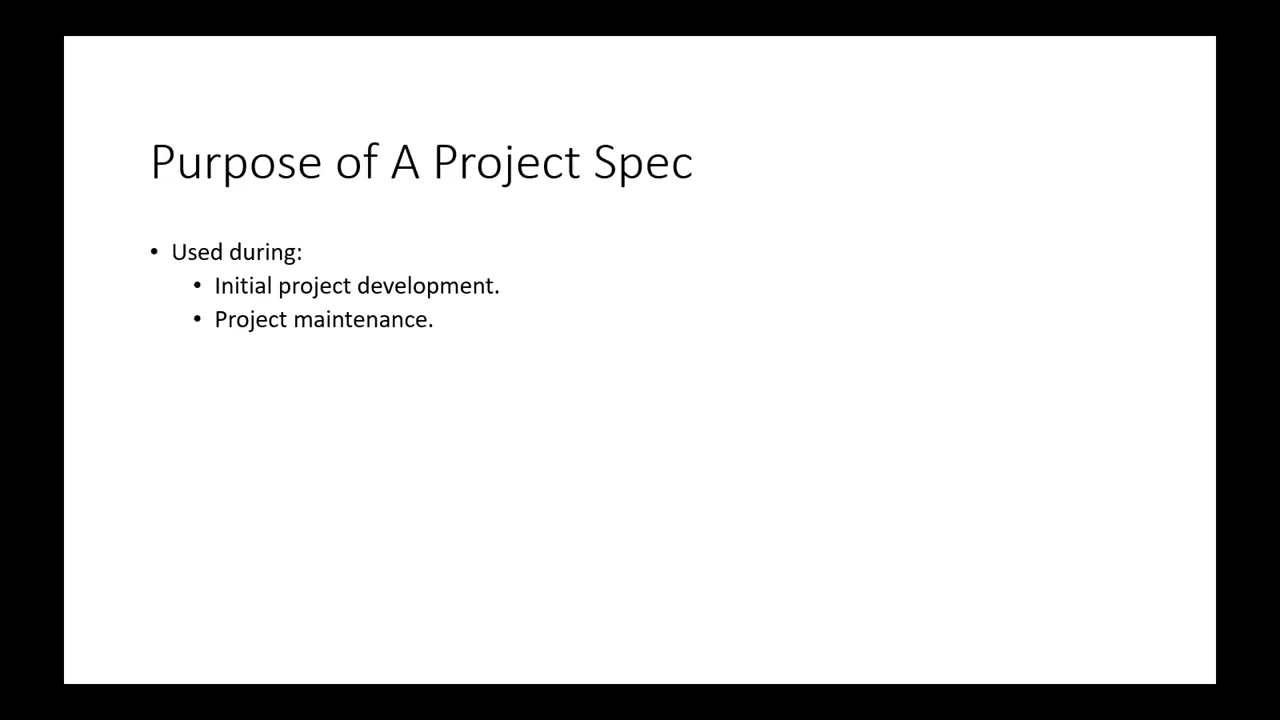 Purpose of A Project Spec
• Used during:
• Initial project development.
• Project maintenance.